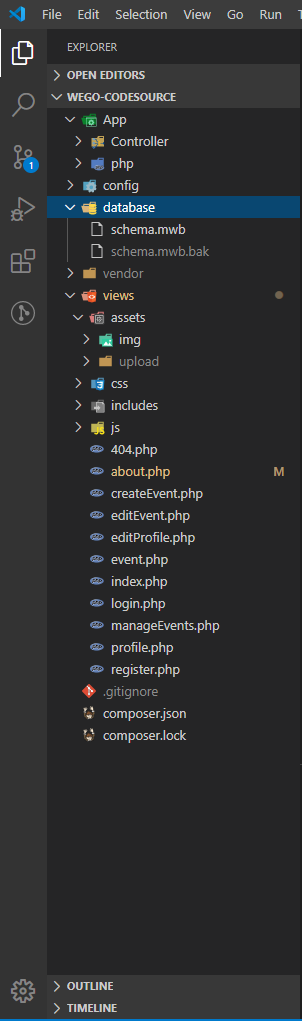 File Edit Selection View Go Run
EXPLORER
OPEN EDITORS
WEGO-CODESOURCE
App
Controller
php
config
database
schema.mwb
schema.mwb.bak
vendor
views
assets
img
upload
css
includes
js
404.php
about.php M
createEvent.php
editEvent.php
editProfile.php
event.php
index.php
login.php
manageEvents.php
profile.php
register.php
.gitignore
composer.json
composer.lock
OUTLINE
TIMELINE
1